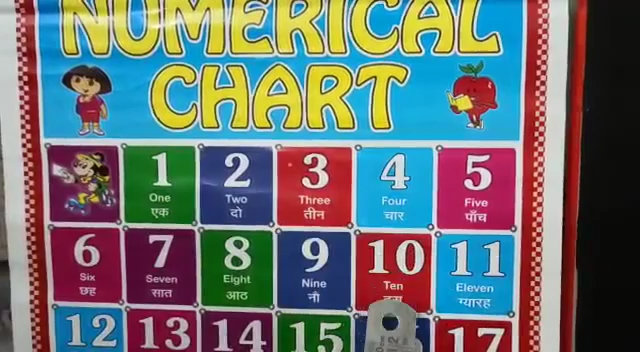 NUMERICAL
CHART
1 2 3 4 5
One Two Three Four Five
एक दो तीन चार पाँच
6 7 8 9 10 11
Six Seven Eight Nine Ten Eleven
छह सात आठ नौ ग्यारह
12 13 14 15 17